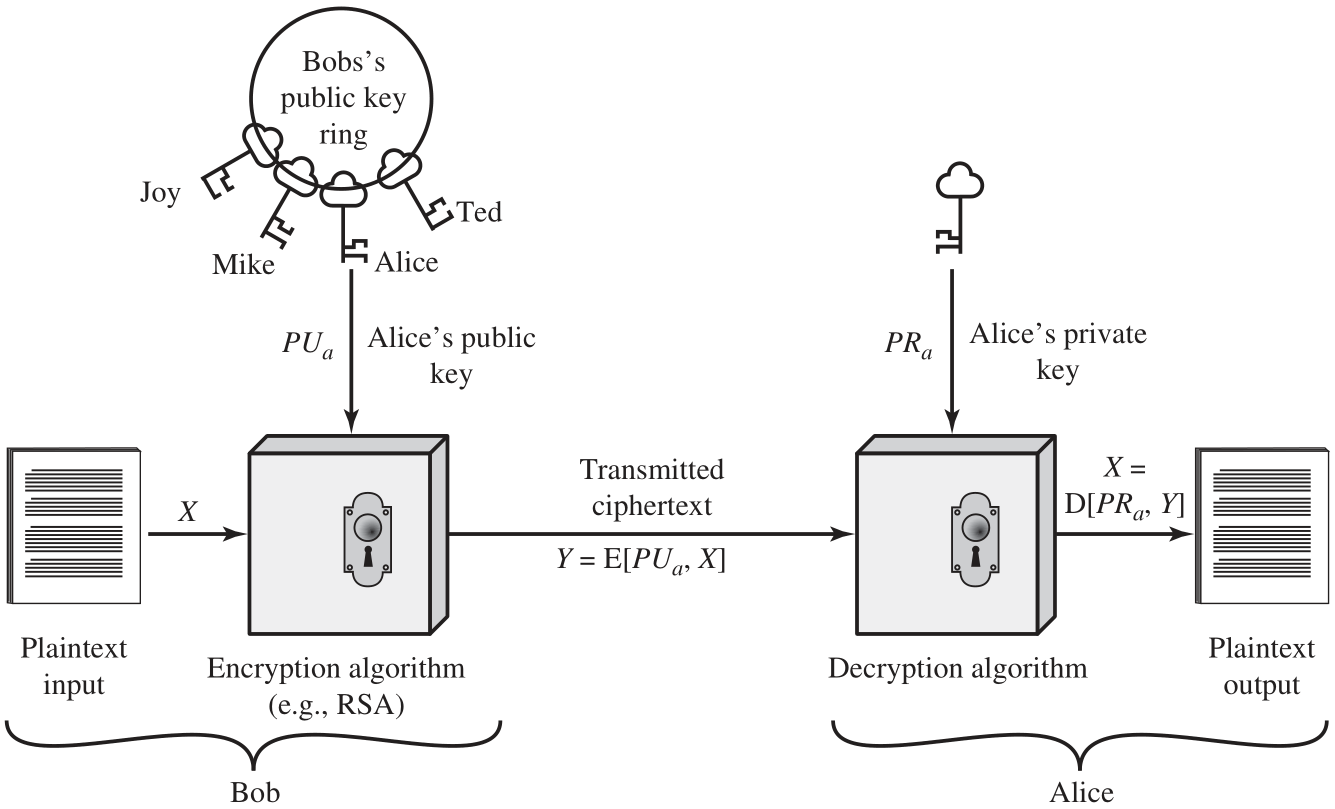 Bobs's
public key
ring
Joy
Mike
Alice
Ted
PUa
Alice's public
key
PRa
Alice's private
key
X
Transmitted
ciphertext
Y = E[PUa, X]
X =
D[PRa, Y]
Plaintext
input
Encryption algorithm
(e.g., RSA)
Decryption algorithm
Plaintext
output
Bob
Alice